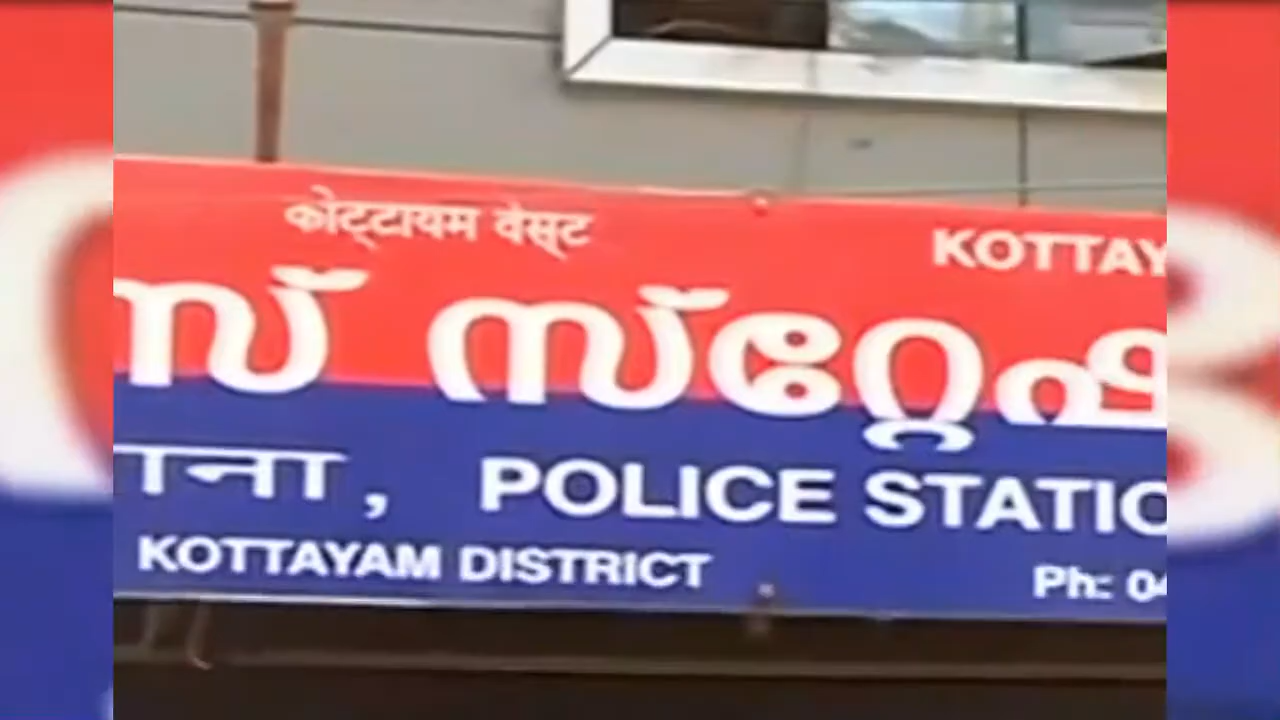 कोट्टायम वेस्ट KOTTAY
സ് സ്റ്റേഷ
ाना, POLICE STATIO
KOTTAYAM DISTRICT Ph: 04